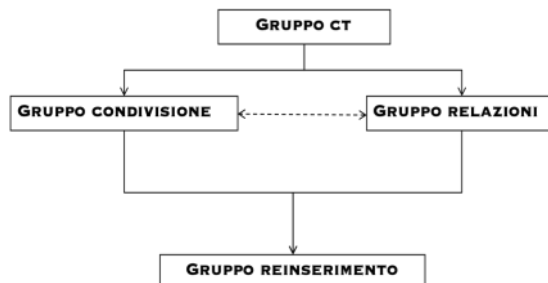 GRUPPO CT
GRUPPO CONDIVISIONE
GRUPPO RELAZIONI
GRUPPO REINSERIMENTO